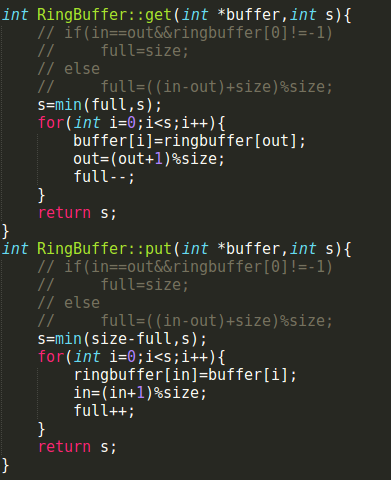 int RingBuffer::get(int *buffer,int s){
    // if(in==out&&ringbuffer[0]!=-1)
    //     full=size;
    // else
    //     full=((in-out)+size)%size;
    s=min(full,s);
    for(int i=0;i<s;i++){
        buffer[i]=ringbuffer[out];
        out=(out+1)%size;
        full--;
    }
    return s;
}
int RingBuffer::put(int *buffer,int s){
    // if(in==out&&ringbuffer[0]!=-1)
    //     full=size;
    // else
    //     full=((in-out)+size)%size;
    s=min(size-full,s);
    for(int i=0;i<s;i++){
        ringbuffer[in]=buffer[i];
        in=(in+1)%size;
        full++;
    }
    return s;
}